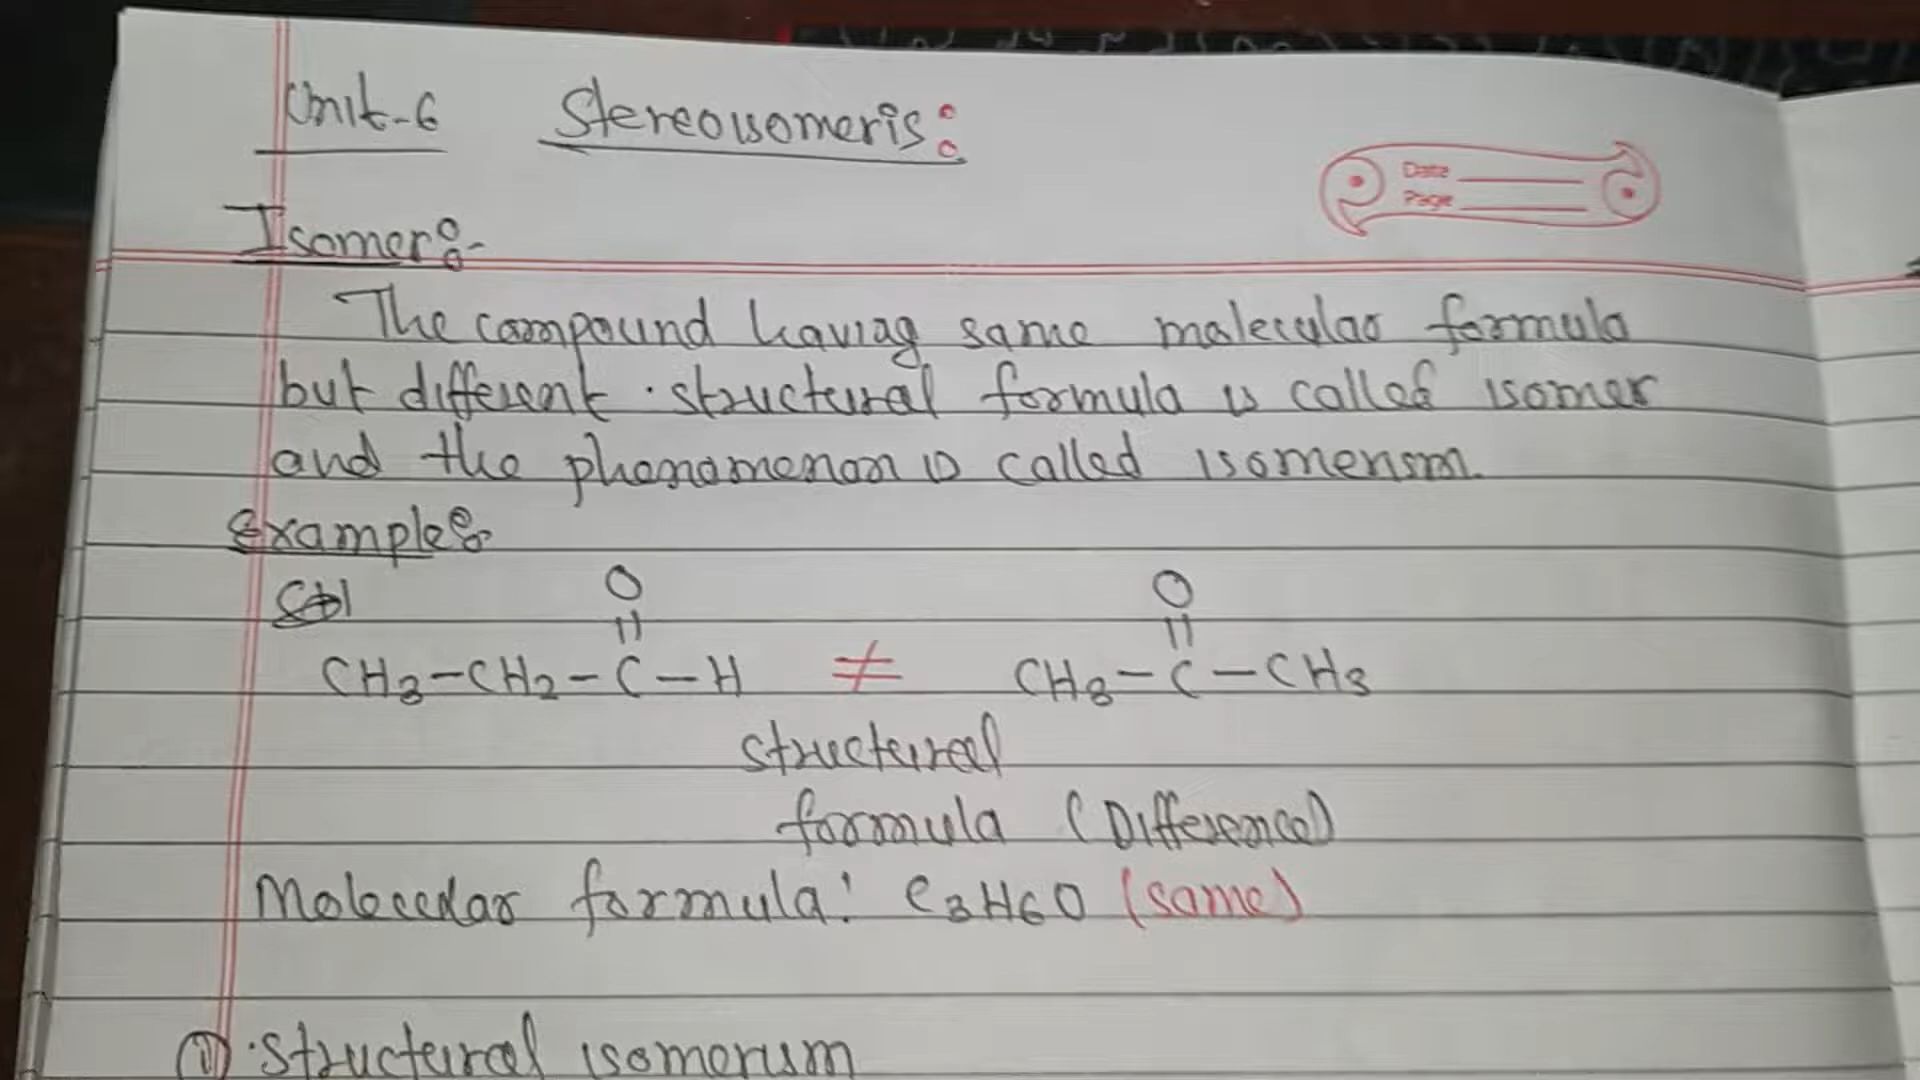 Unit-6 Stereoisomeris:
Date
Page
Isomer:-
The compound having same molecular formula
but different structural formula is called isomer
and the phenomenon is called isomerism.
Example:
O
||
CH3-CH2-C-H ≠ CH3-C-CH3
O
||
structural
formula (Difference)
Molecular formula: C3H6O (same)
① structural isomerism